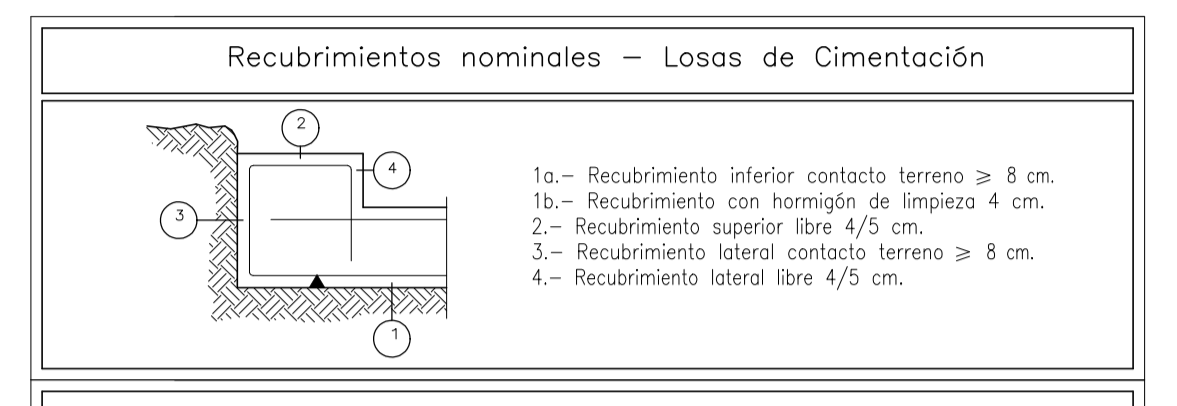 Recubrimientos nominales – Losas de Cimentación
2
4
3
1
1a.– Recubrimiento inferior contacto terreno ⩾ 8 cm.
1b.– Recubrimiento con hormigón de limpieza 4 cm.
2.– Recubrimiento superior libre 4/5 cm.
3.– Recubrimiento lateral contacto terreno ⩾ 8 cm.
4.– Recubrimiento lateral libre 4/5 cm.